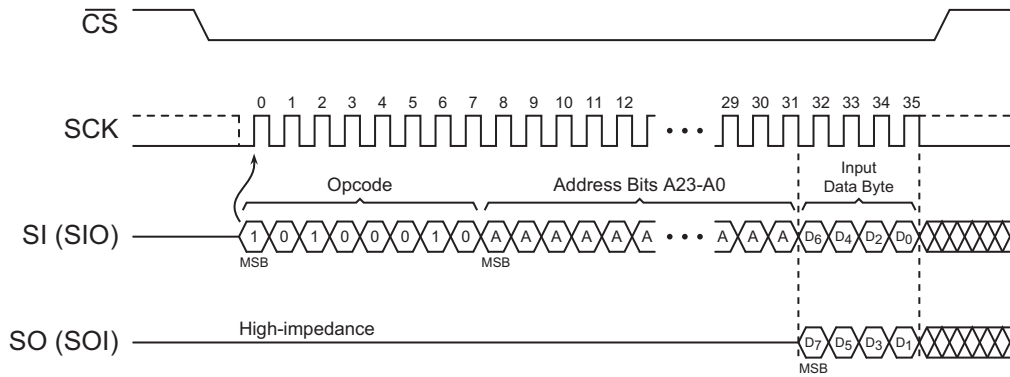 CS
0 1 2 3 4 5 6 7 8 9 10 11 12 29 30 31 32 33 34 35
SCK
Opcode
Address Bits A23-A0
Input
Data Byte
SI (SIO)
1 0 1 0 0 0 1 0 A A A A A A • • • A A A D6 D4 D2 D0
MSB MSB
High-impedance
SO (SOI)
D7 D5 D3 D1
MSB